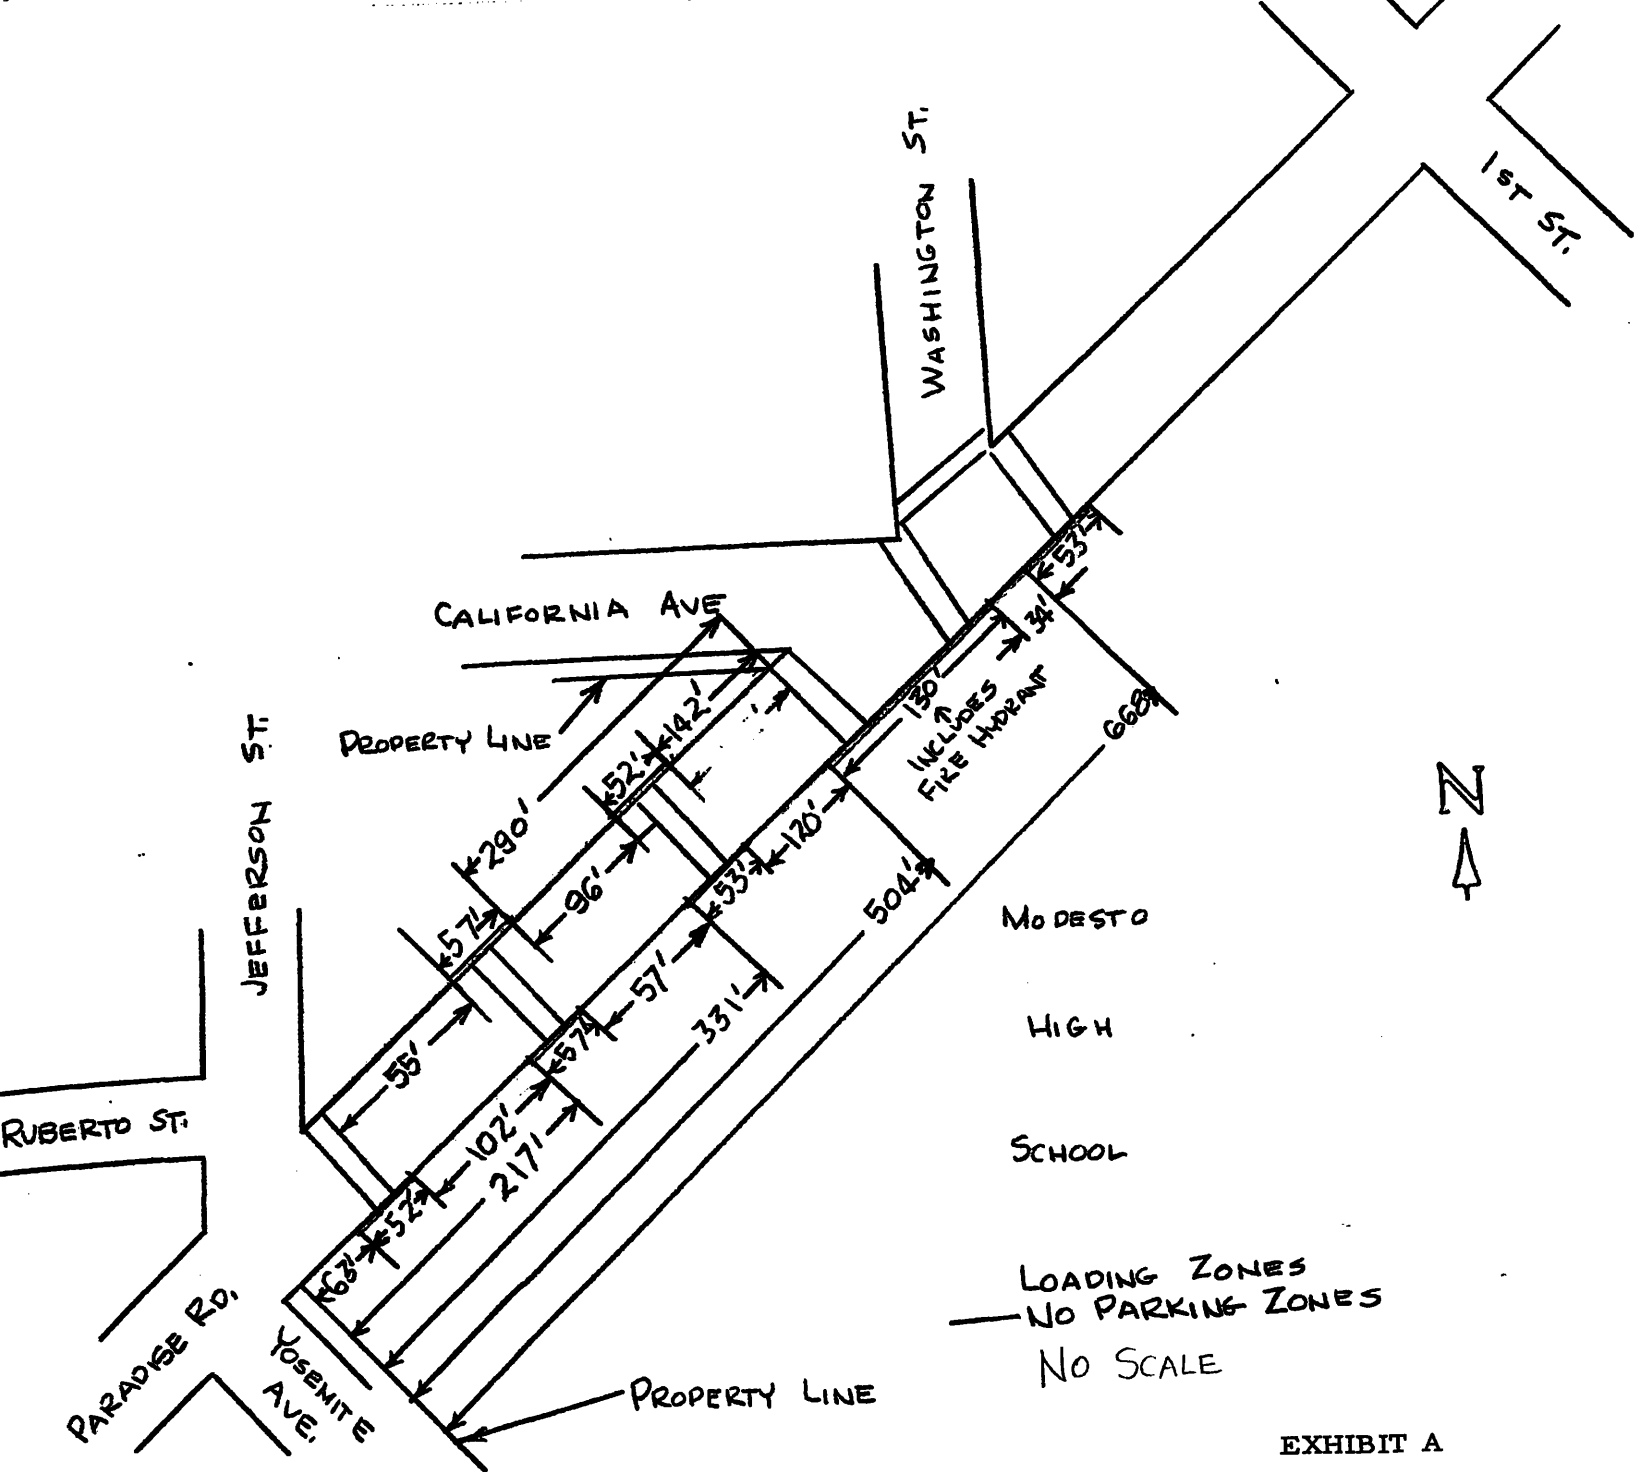 1ST ST.
WASHINGTON ST.
CALIFORNIA AVE
53'
34'
130'
INCLUDES
FIRE HYDRANT
668'
142'
PROPERTY LINE
52'
290'
96'
120'
53'
504'
N
JEFFERSON ST.
57'
57'
331'
MODESTO
HIGH
SCHOOL
55'
57'
102'
217'
RUBERTO ST.
52'
63'
PARADISE RD.
YOSEMITE
AVE.
LOADING ZONES
NO PARKING ZONES
NO SCALE
PROPERTY LINE
EXHIBIT A